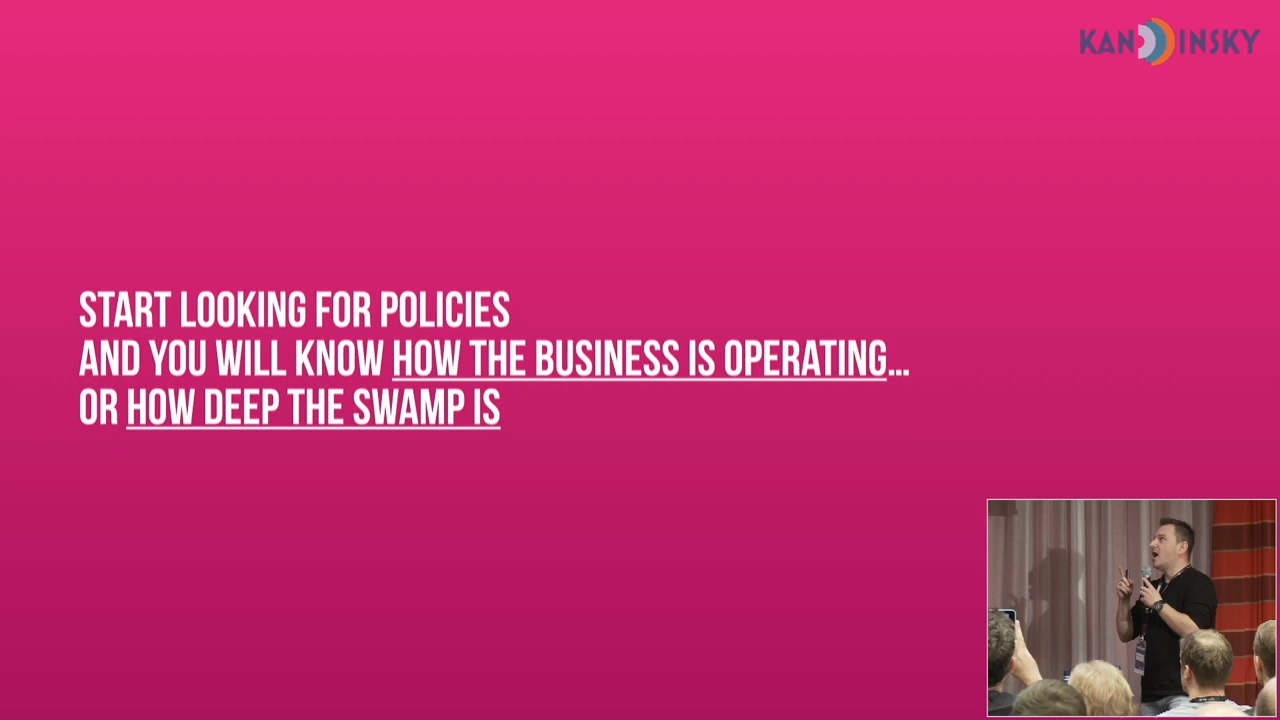 KANDDINSKY
START LOOKING FOR POLICIES
AND YOU WILL KNOW HOW THE BUSINESS IS OPERATING...
OR HOW DEEP THE SWAMP IS